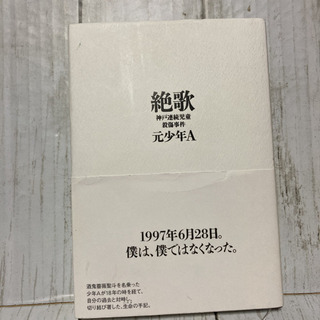 絶歌
神戸連続児童
殺傷事件
元少年A
1997年6月28日。
僕は、僕ではなくなった。
酒鬼薔薇聖斗を名乗った
少年Aが18年の時を経て、
自分の過去と対峙し、
切り結び著した、生命の手記。